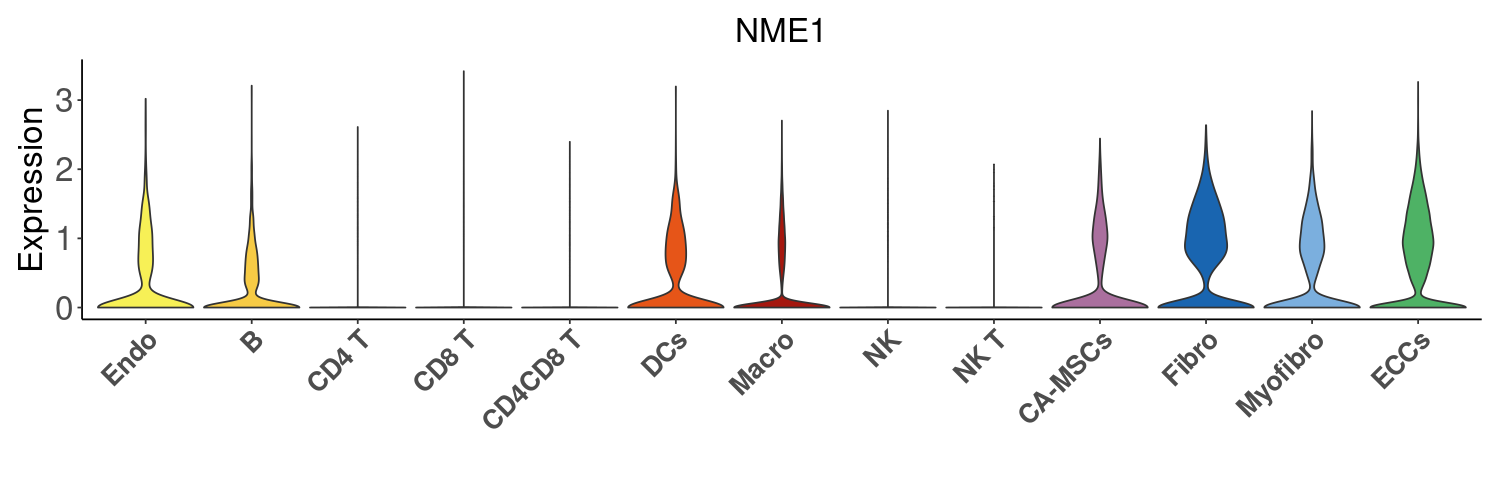 NME1
Expression
3
2
1
0
Endo
B
CD4 T
CD8 T
CD4CD8 T
DCs
Macro
NK
NK T
CA-MSCs
Fibro
Myofibro
ECCs